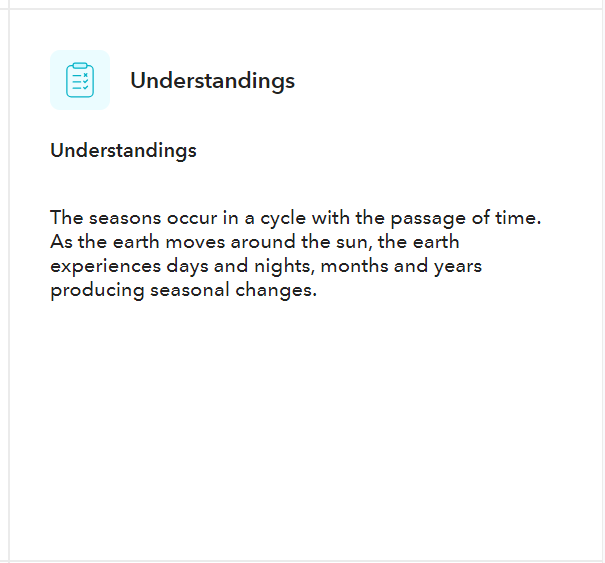 Understandings
Understandings
The seasons occur in a cycle with the passage of time.
As the earth moves around the sun, the earth
experiences days and nights, months and years
producing seasonal changes.